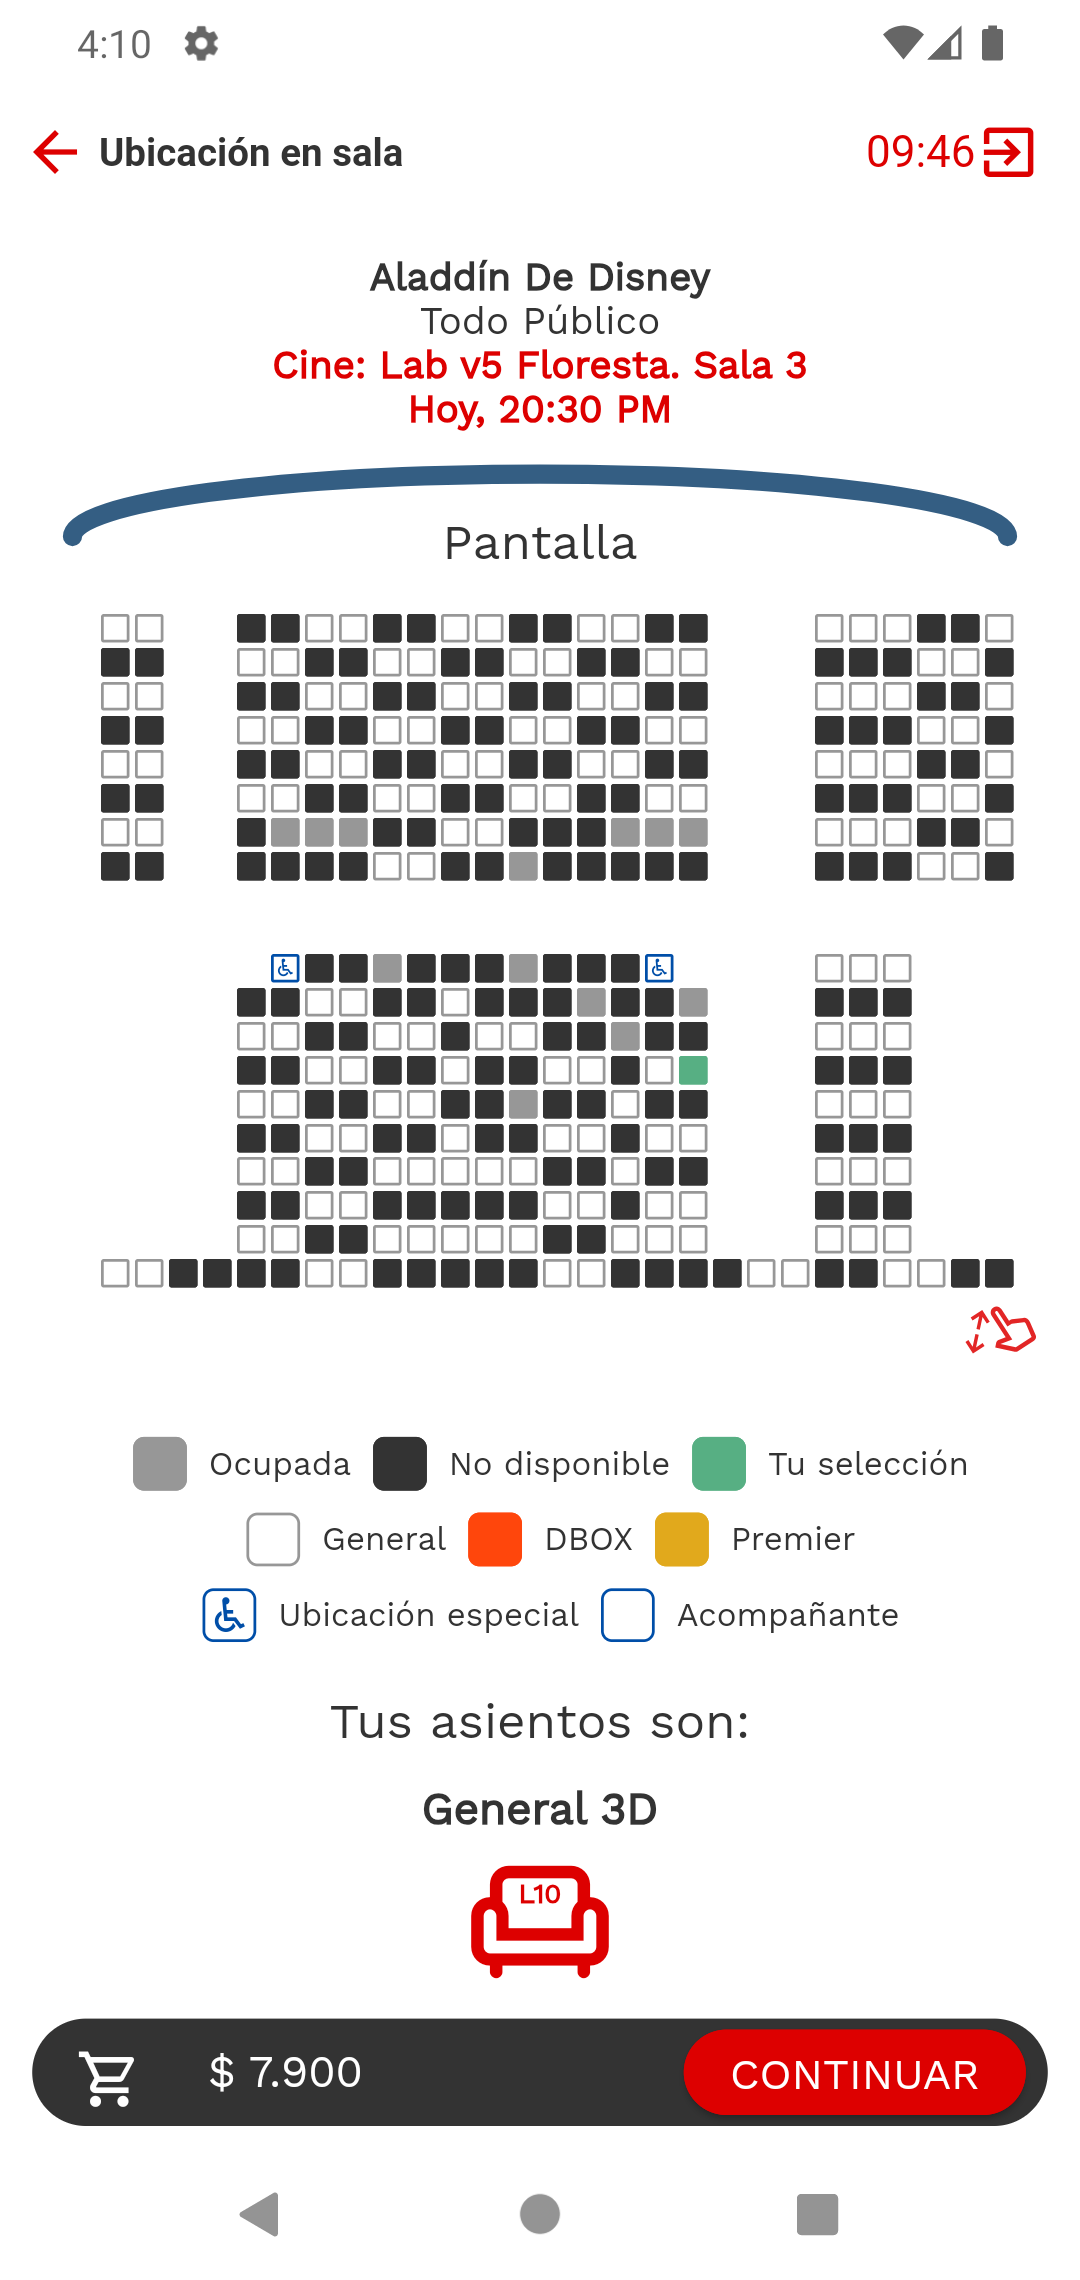 4:10
Ubicación en sala
09:46
Aladdín De Disney
Todo Público
Cine: Lab v5 Floresta. Sala 3
Hoy, 20:30 PM
Pantalla
Ocupada No disponible Tu selección
General DBOX Premier
Ubicación especial Acompañante
Tus asientos son:
General 3D
L10
$ 7.900 CONTINUAR